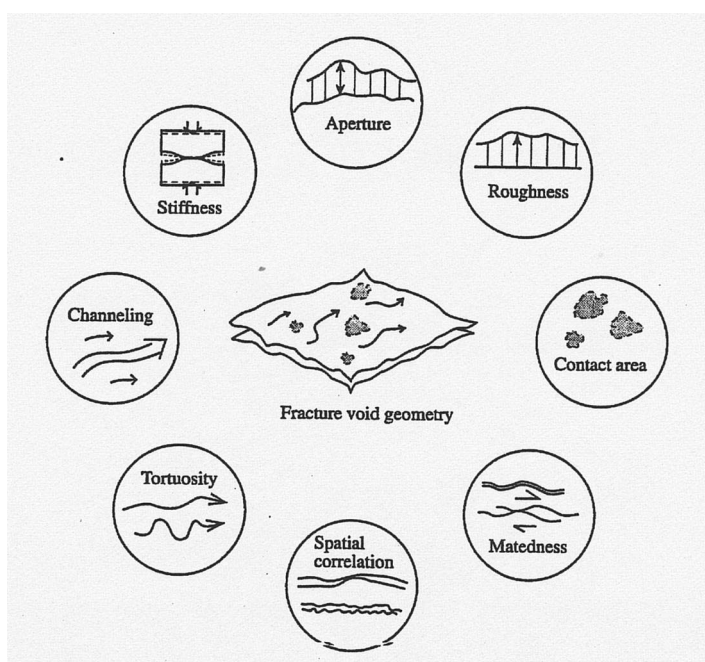 Aperture
Roughness
Stiffness
Channeling
Contact area
Fracture void geometry
Tortuosity
Matedness
Spatial
correlation